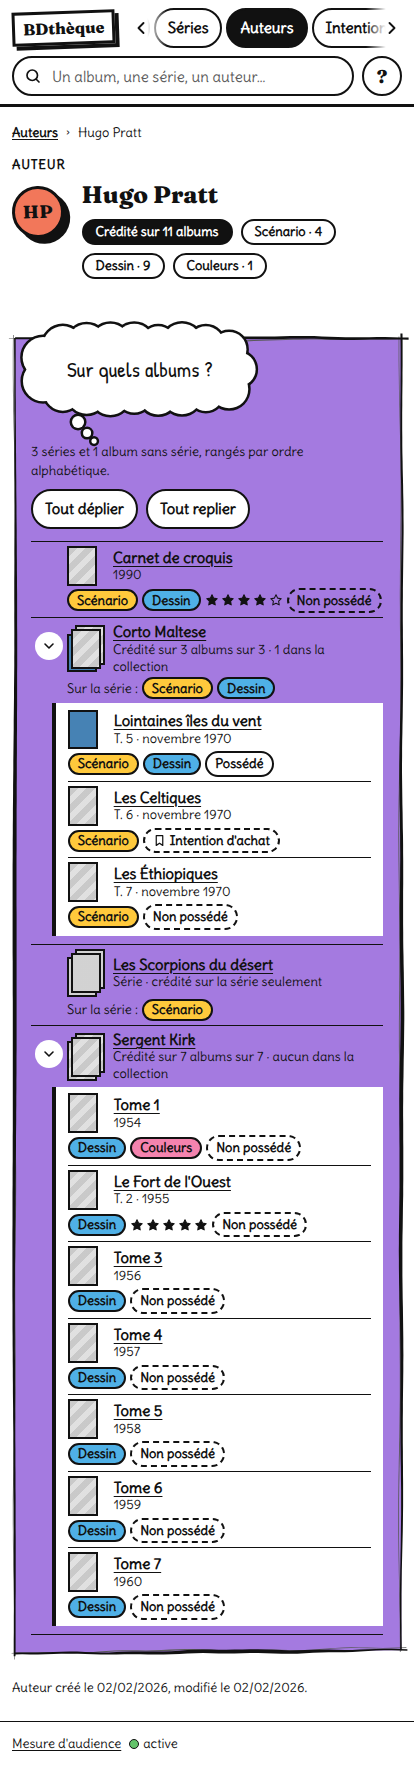 BDthèque
Séries
Auteurs
Intention
Un album, une série, un auteur...
?
Auteurs › Hugo Pratt
AUTEUR
HP
Hugo Pratt
Crédité sur 11 albums
Scénario · 4
Dessin · 9
Couleurs · 1
Sur quels albums ?
3 séries et 1 album sans série, rangés par ordre
alphabétique.
Tout déplier
Tout replier
Carnet de croquis
1990
Scénario Dessin ★★★★☆ Non possédé
Corto Maltese
Crédité sur 3 albums sur 3 · 1 dans la
collection
Sur la série : Scénario Dessin
Lointaines îles du vent
T. 5 · novembre 1970
Scénario Dessin Possédé
Les Celtiques
T. 6 · novembre 1970
Scénario Intention d'achat
Les Éthiopiques
T. 7 · novembre 1970
Scénario Non possédé
Les Scorpions du désert
Série · crédité sur la série seulement
Sur la série : Scénario
Sergent Kirk
Crédité sur 7 albums sur 7 · aucun dans la
collection
Tome 1
1954
Dessin Couleurs Non possédé
Le Fort de l'Ouest
T. 2 · 1955
Dessin ★★★★★ Non possédé
Tome 3
1956
Dessin Non possédé
Tome 4
1957
Dessin Non possédé
Tome 5
1958
Dessin Non possédé
Tome 6
1959
Dessin Non possédé
Tome 7
1960
Dessin Non possédé
Auteur créé le 02/02/2026, modifié le 02/02/2026.
Mesure d'audience active